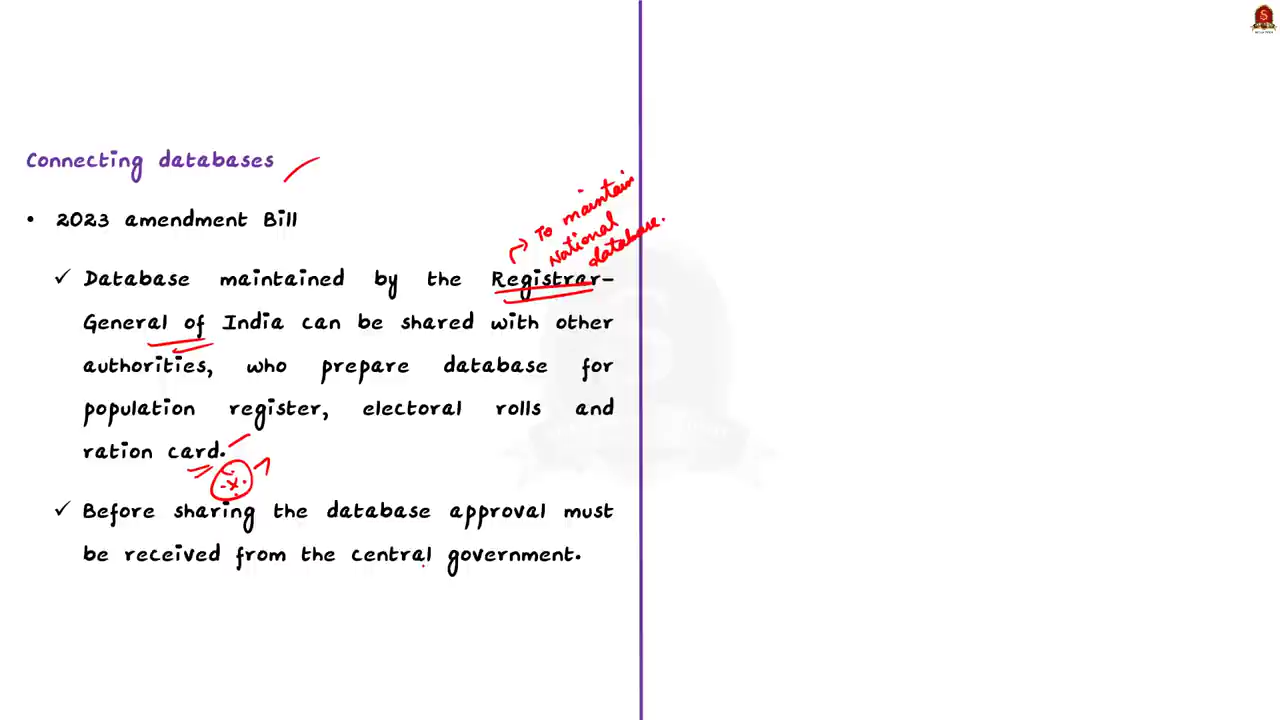 Connecting databases
• 2023 amendment Bill
→ To maintain
National
database.
✓ Database maintained by the Registrar-
General of India can be shared with other
authorities, who prepare database for
population register, electoral rolls and
ration card.
✓ Before sharing the database approval must
be received from the central government.